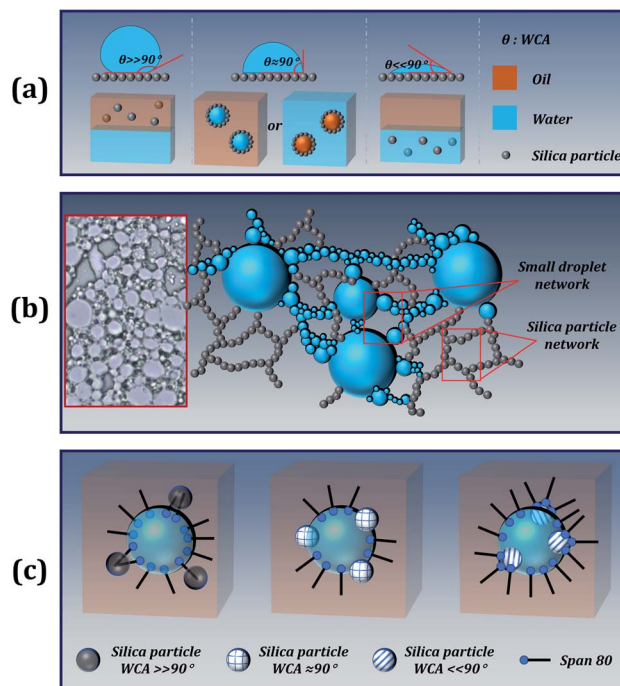 (a)
θ>>90°
θ≈90°
θ<<90°
θ : WCA
Oil
or
Water
Silica particle
(b)
Small droplet
network
Silica particle
network
(c)
Silica particle
WCA >>90°
Silica particle
WCA ≈90°
Silica particle
WCA <<90°
Span 80